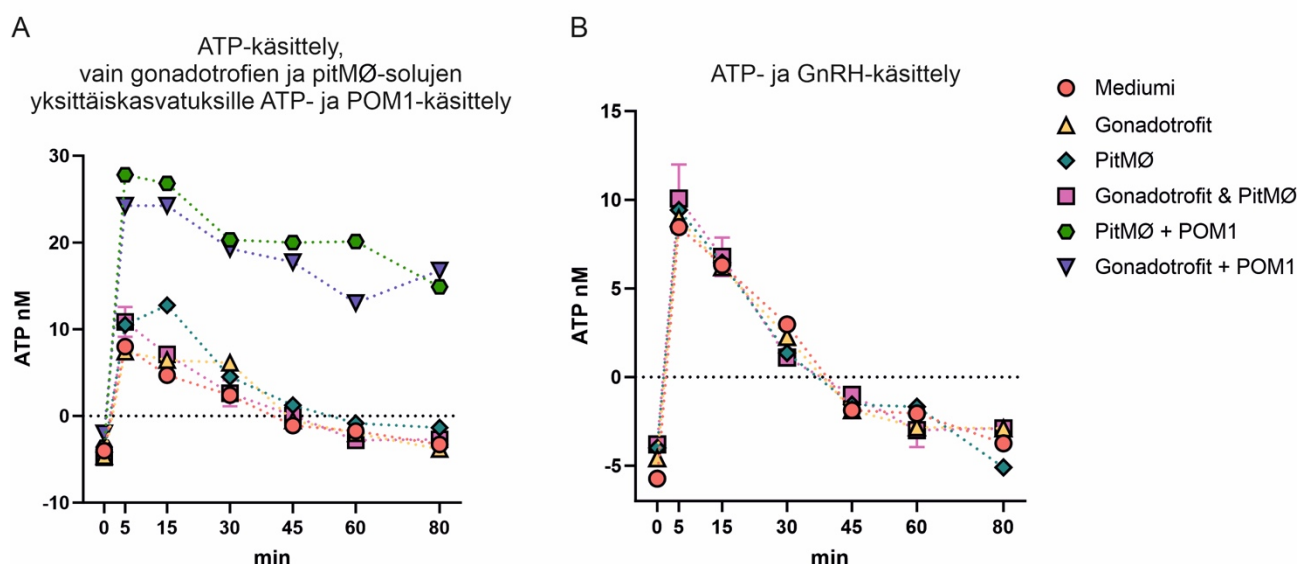 A
ATP-käsittely,
vain gonadotrofien ja pitMØ-solujen
yksittäiskasvatuksille ATP- ja POM1-käsittely
30
20
10
0
-10
ATP nM
0 5 15 30 45 60 80
min
B
ATP- ja GnRH-käsittely
15
10
5
0
-5
ATP nM
0 5 15 30 45 60 80
min
Mediumi
Gonadotrofit
PitMØ
Gonadotrofit & PitMØ
PitMØ + POM1
Gonadotrofit + POM1